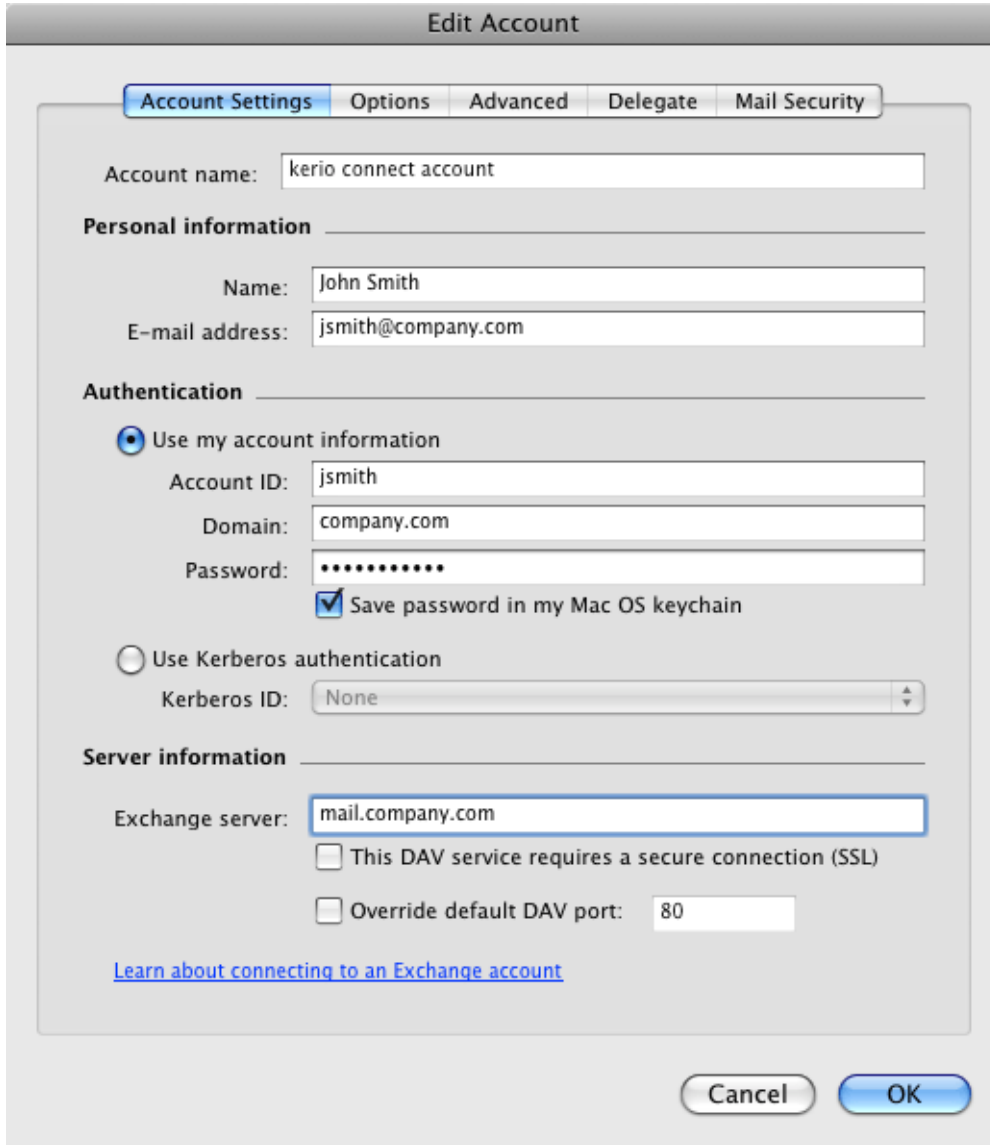 Edit Account
Account Settings Options Advanced Delegate Mail Security
Account name: kerio connect account
Personal information
Name: John Smith
E-mail address: jsmith@company.com
Authentication
Use my account information
Account ID: jsmith
Domain: company.com
Password: •••••••••••
Save password in my Mac OS keychain
Use Kerberos authentication
Kerberos ID: None
Server information
Exchange server: mail.company.com
This DAV service requires a secure connection (SSL)
Override default DAV port: 80
Learn about connecting to an Exchange account
Cancel OK